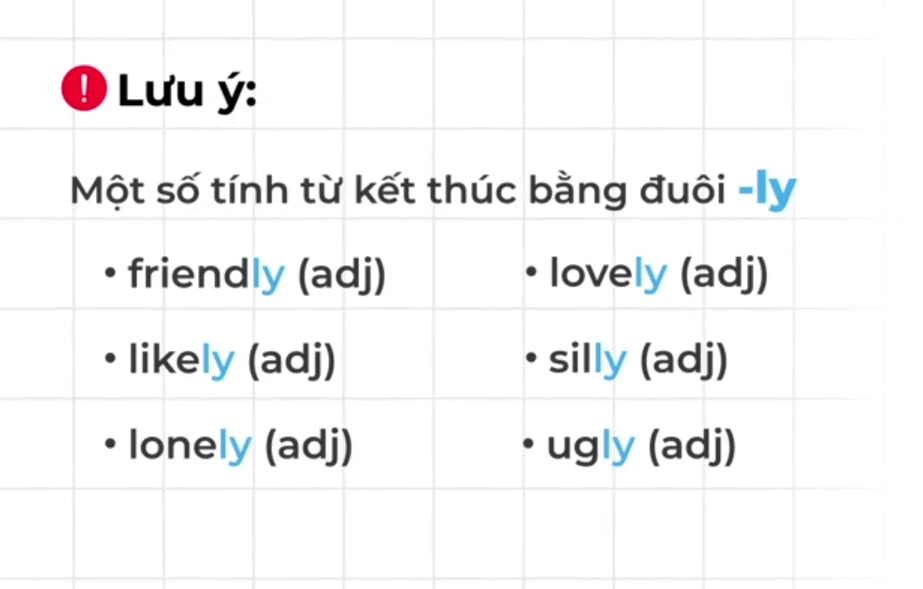 ! Lưu ý:
Một số tính từ kết thúc bằng đuôi -ly
• friendly (adj)
• lovely (adj)
• likely (adj)
• silly (adj)
• lonely (adj)
• ugly (adj)